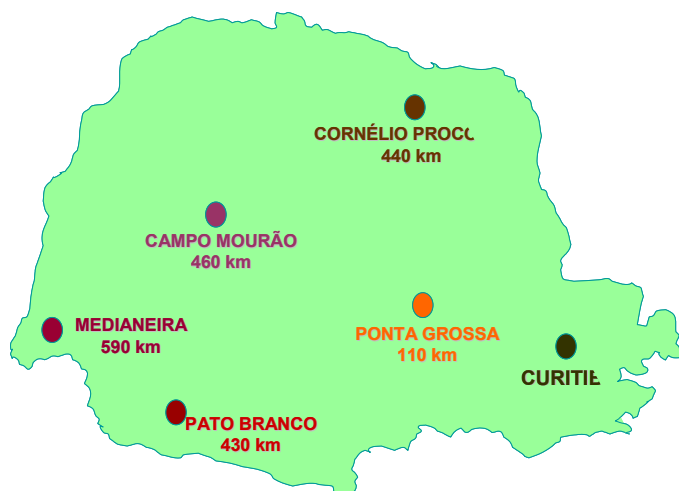 CORNÉLIO PROCC
440 km
CAMPO MOURÃO
460 km
MEDIANEIRA
590 km
PONTA GROSSA
110 km
CURITIE
PATO BRANCO
430 km